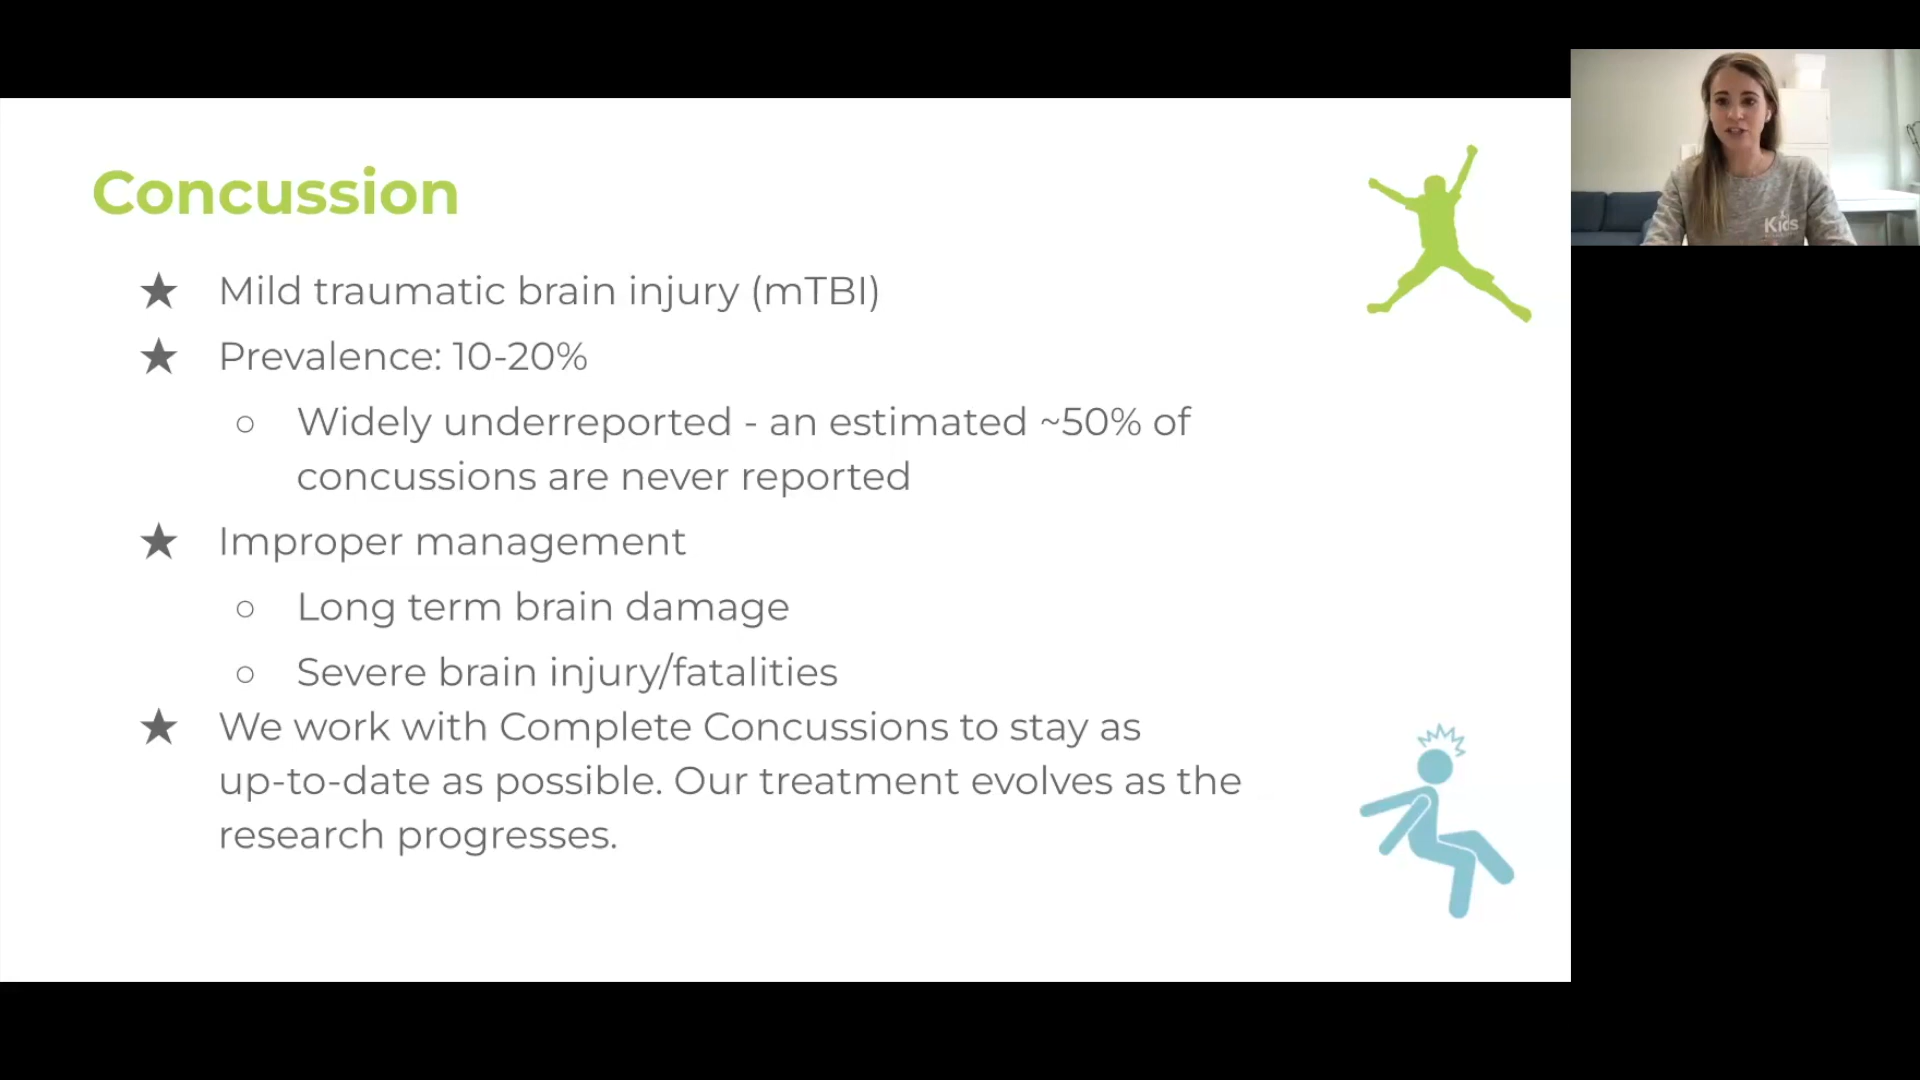 Concussion
★ Mild traumatic brain injury (mTBI)
★ Prevalence: 10-20%
○ Widely underreported - an estimated ~50% of
concussions are never reported
★ Improper management
○ Long term brain damage
○ Severe brain injury/fatalities
★ We work with Complete Concussions to stay as
up-to-date as possible. Our treatment evolves as the
research progresses.
Kids